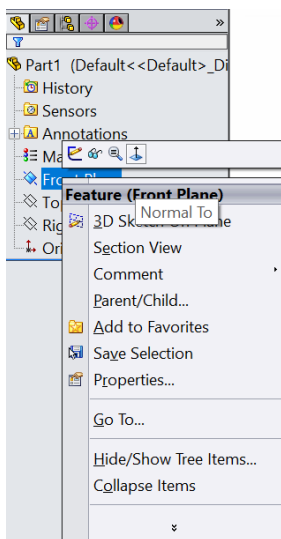 »
Part1 (Default<<Default>_Di
History
Sensors
Annotations
Ma
Front Plane
To
Feature (Front Plane)
Normal To
Rig
3D Sketch On Plane
Ori
Section View
Comment
Parent/Child...
Add to Favorites
Save Selection
Properties...
Go To...
Hide/Show Tree Items...
Collapse Items